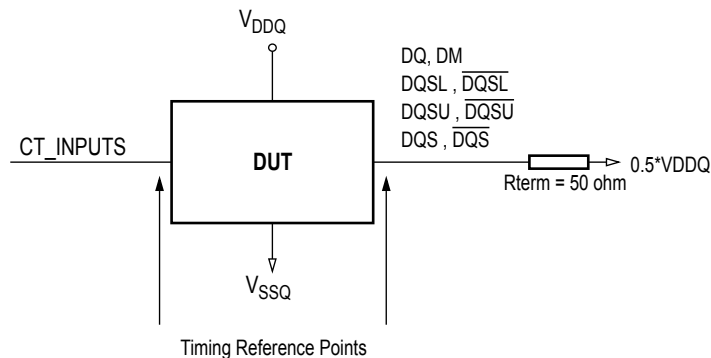 VDDQ
DQ, DM
DQSL , DQSL
DQSU , DQSU
DQS , DQS
CT_INPUTS
DUT
0.5*VDDQ
Rterm = 50 ohm
VSSQ
Timing Reference Points